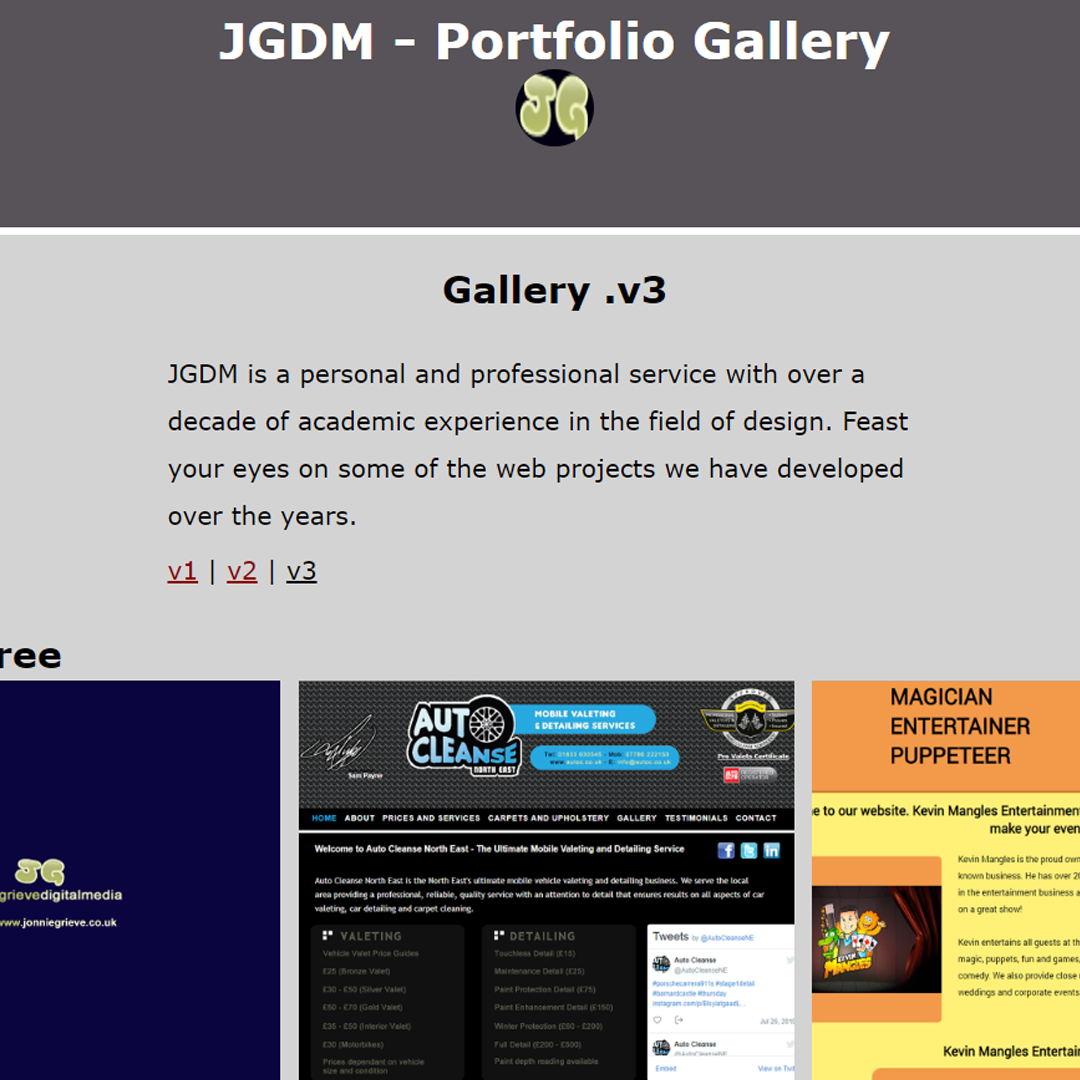 JGDM - Portfolio Gallery
JG
Gallery .v3
JGDM is a personal and professional service with over a
decade of academic experience in the field of design. Feast
your eyes on some of the web projects we have developed
over the years.
v1 | v2 | v3
ree
JG
grievedigitalmedia
www.jonniegrieve.co.uk
AUTO
CLEANSE
NORTH EAST
MOBILE VALETING
& DETAILING SERVICES
Sam Payne
Pro Valets Certificate
HOME ABOUT PRICES AND SERVICES CARPETS AND UPHOLSTERY GALLERY TESTIMONIALS CONTACT
Welcome to Auto Cleanse North East - The Ultimate Mobile Valeting and Detailing Service
Auto Cleanse North East is the North East's ultimate mobile vehicle valeting and detailing business. We serve the local
area providing a professional, reliable, quality service with an attention to detail that ensures results on all aspects of car
valeting, car detailing and carpet cleaning.
VALETING
Vehicle Valet Price Guides
£25 (Bronze Valet)
£30 - £50 (Silver Valet)
£50 - £70 (Gold Valet)
£35 - £50 (Interior Valet)
£30 (Motorbikes)
Prices dependant on vehicle
size and condition
DETAILING
Touchless Detail (£15)
Maintenance Detail (£25)
Paint Protection Detail (£75)
Paint Enhancement Detail (£150)
Winter Protection (£80 - £200)
Full Detail (£200 - £500)
Paint depth reading available
Tweets by @AutoCleanseNE
Auto Cleanse
@AutoCleanseNE
#porschecarrera911s #stage1detail
#barnardcastle #thursday
Auto Cleanse
@AutoCleanseNE
Embed
View on Twit
MAGICIAN
ENTERTAINER
PUPPETEER
e to our website. Kevin Mangles Entertainment
make your even
KEVIN
MANGLES
Kevin Mangles is the proud own
known business. He has over 20
in the entertainment business a
on a great show!
Kevin entertains all guests at th
magic, puppets, fun and games,
comedy. We also provide close
weddings and corporate events
Kevin Mangles Entertain